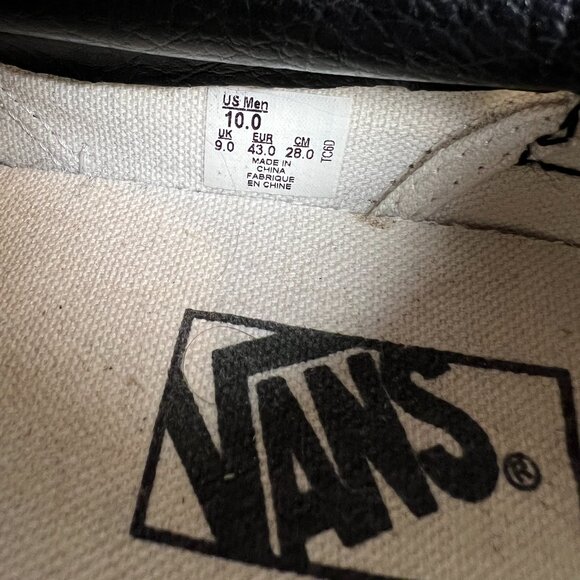 US Men
10.0
UK EUR CM
9.0 43.0 28.0
MADE IN
CHINA
FABRIQUE
EN CHINE
TC6D
VANS®